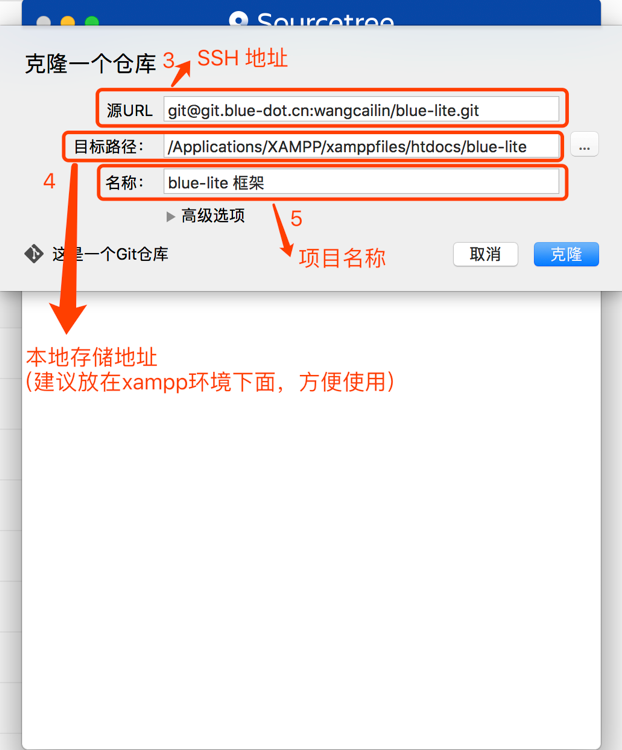 Sourcetree
克隆一个仓库
3
SSH 地址
源URL git@git.blue-dot.cn:wangcailin/blue-lite.git
目标路径： /Applications/XAMPP/xamppfiles/htdocs/blue-lite ...
4
名称： blue-lite 框架
高级选项
5
项目名称
这是一个Git仓库 取消 克隆
本地存储地址
（建议放在xampp环境下面，方便使用）